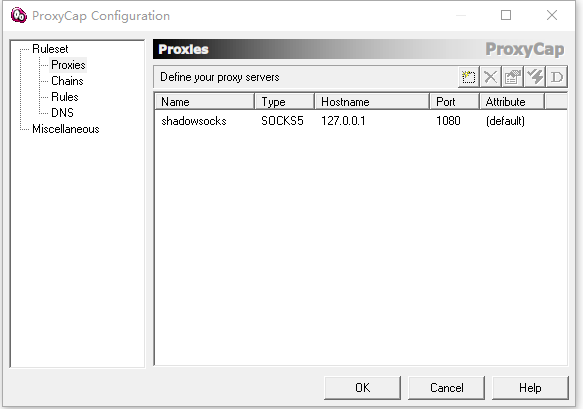 ProxyCap Configuration
Ruleset
Proxies
Chains
Rules
DNS
Miscellaneous
Proxies ProxyCap
Define your proxy servers D
Name Type Hostname Port Attribute
shadowsocks SOCKS5 127.0.0.1 1080 (default)
OK Cancel Help